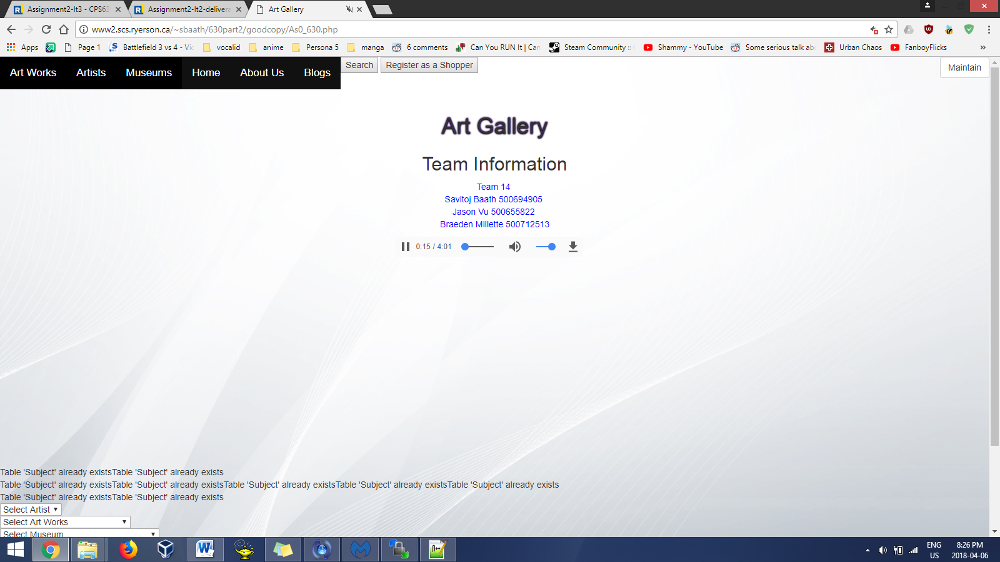 Assignment2-It3 - CPS63
Assignment2-It2-delivera
Art Gallery
www2.scs.ryerson.ca/~sbaath/630part2/goodcopy/As0_630.php
Apps
Page 1
Battlefield 3 vs 4 - Vic
vocalid
anime
Persona 5
manga
6 comments
Can You RUN It | Can
Steam Community ::
Shammy - YouTube
Some serious talk abo
Urban Chaos
FanboyFlicks
»
Art Works Artists Museums Home About Us Blogs
Search
Register as a Shopper
Maintain
Art Gallery
Team Information
Team 14
Savitoj Baath 500694905
Jason Vu 500655822
Braeden Millette 500712513
0:15 / 4:01
Table 'Subject' already existsTable 'Subject' already exists
Table 'Subject' already existsTable 'Subject' already existsTable 'Subject' already existsTable 'Subject' already existsTable 'Subject' already exists
Table 'Subject' already existsTable 'Subject' already exists
Select Artist
Select Art Works
Select Museum
ENG
US
8:26 PM
2018-04-06